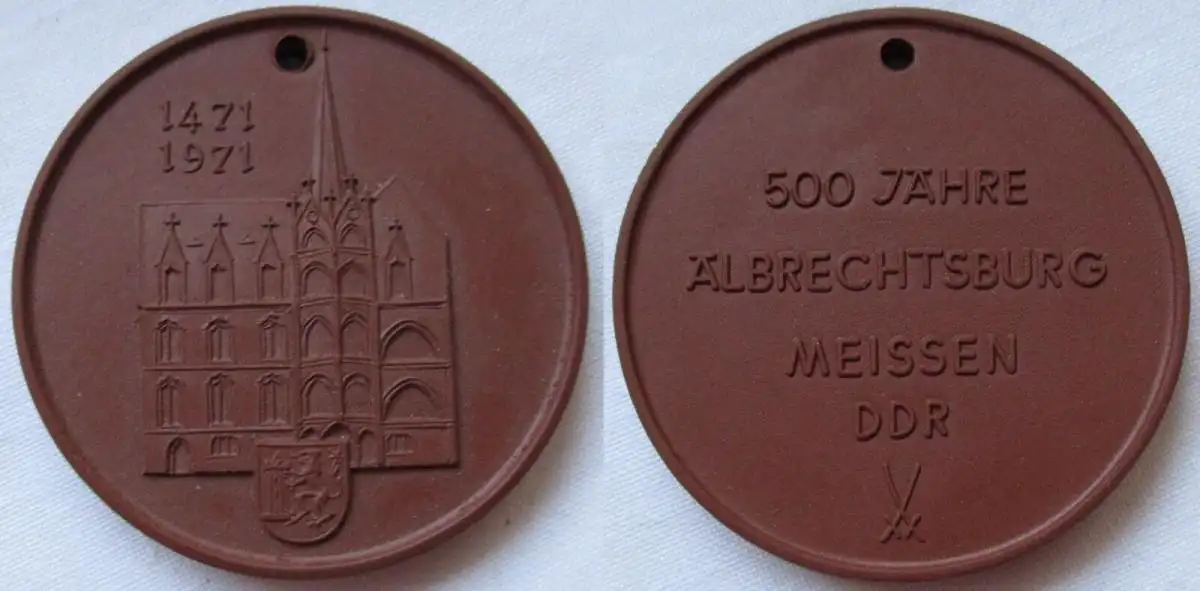 1471
1971
500 JAHRE
ALBRECHTSBURG
MEISSEN
DDR